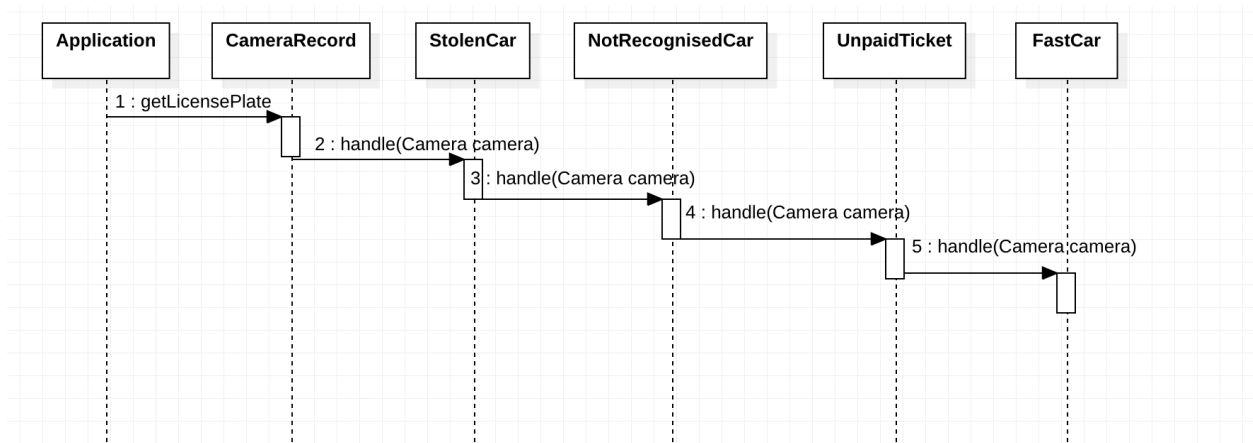 Application
CameraRecord
StolenCar
NotRecognisedCar
UnpaidTicket
FastCar
1 : getLicensePlate
2 : handle(Camera camera)
3 : handle(Camera camera)
4 : handle(Camera camera)
5 : handle(Camera camera)